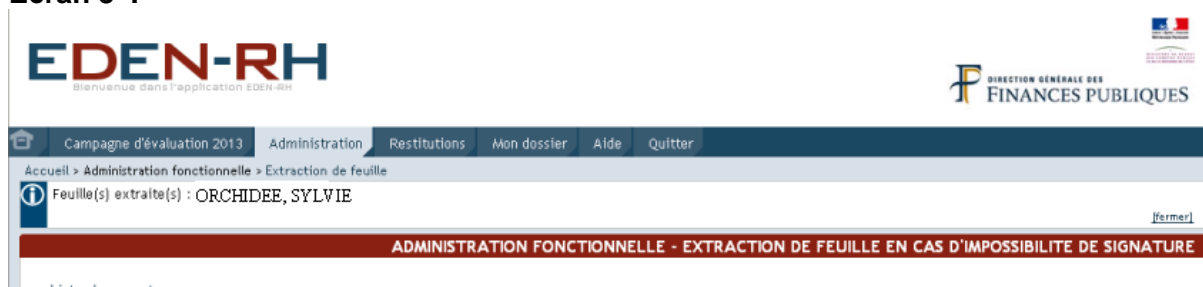 EDEN-RH
Bienvenue dans l'application EDEN-RH
DIRECTION GÉNÉRALE DES
FINANCES PUBLIQUES
Campagne d'évaluation 2013 Administration Restitutions Mon dossier Aide Quitter
Accueil > Administration fonctionnelle > Extraction de feuille
Feuille(s) extraite(s) : ORCHIDEE, SYLVIE
[fermer]
ADMINISTRATION FONCTIONNELLE - EXTRACTION DE FEUILLE EN CAS D'IMPOSSIBILITE DE SIGNATURE